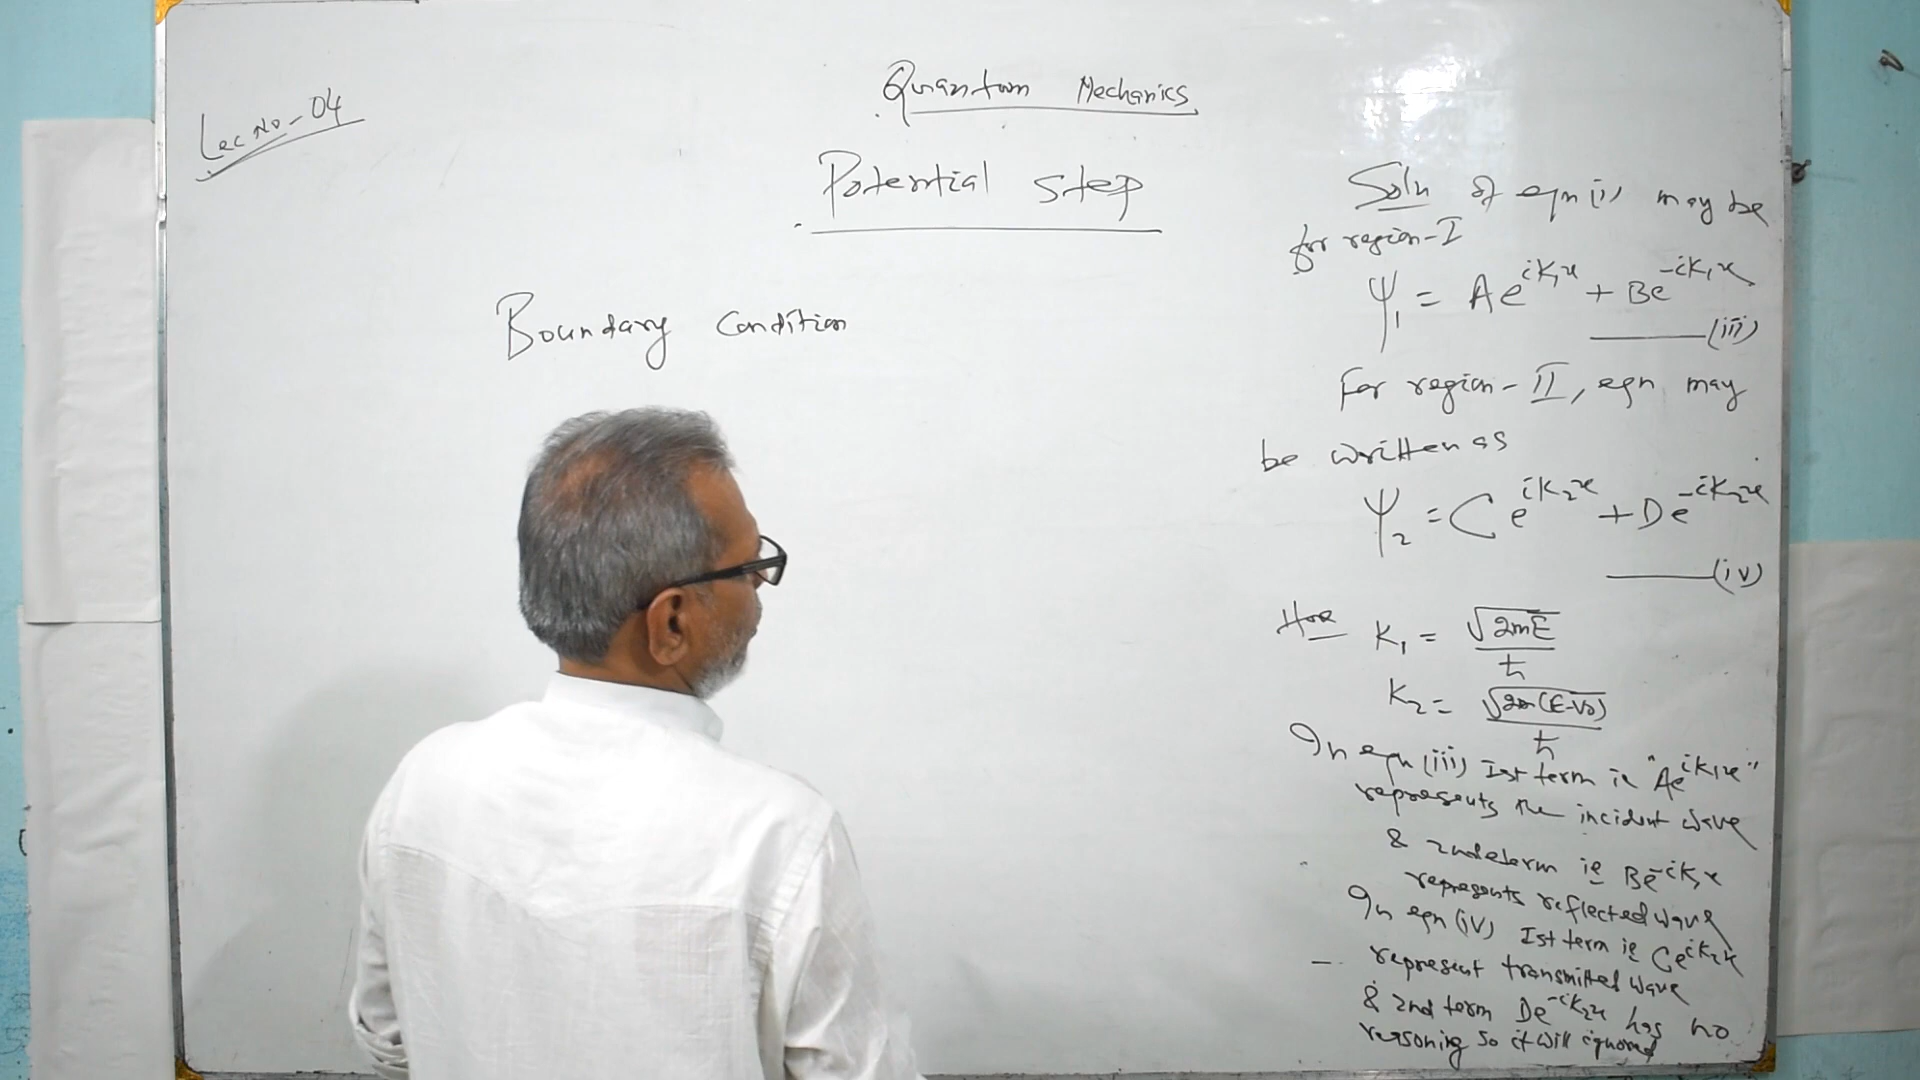 Lec No-04
Quantum Mechanics
Potential Step
Boundary Condition
Soln of eqn (i) may be
for region-I
ψ₁ = Ae^{iK₁x} + Be^{-iK₁x}
(iii)
For region-II, eqn may
be written as
ψ₂ = Ce^{iK₂x} + De^{-iK₂x}
(iv)
Here K₁ = √(2mE)/ħ
K₂ = √(2m(E-V₀))/ħ
In eqn (iii) Ist term ie "Ae^{iK₁x}"
represents the incident wave
& 2nd term ie Be^{-iK₁x}
represents reflected wave
In eqn (iv) Ist term ie Ce^{iK₂x}
represent transmitted wave
& 2nd term De^{-iK₂x} has no
reasoning so it will ignored